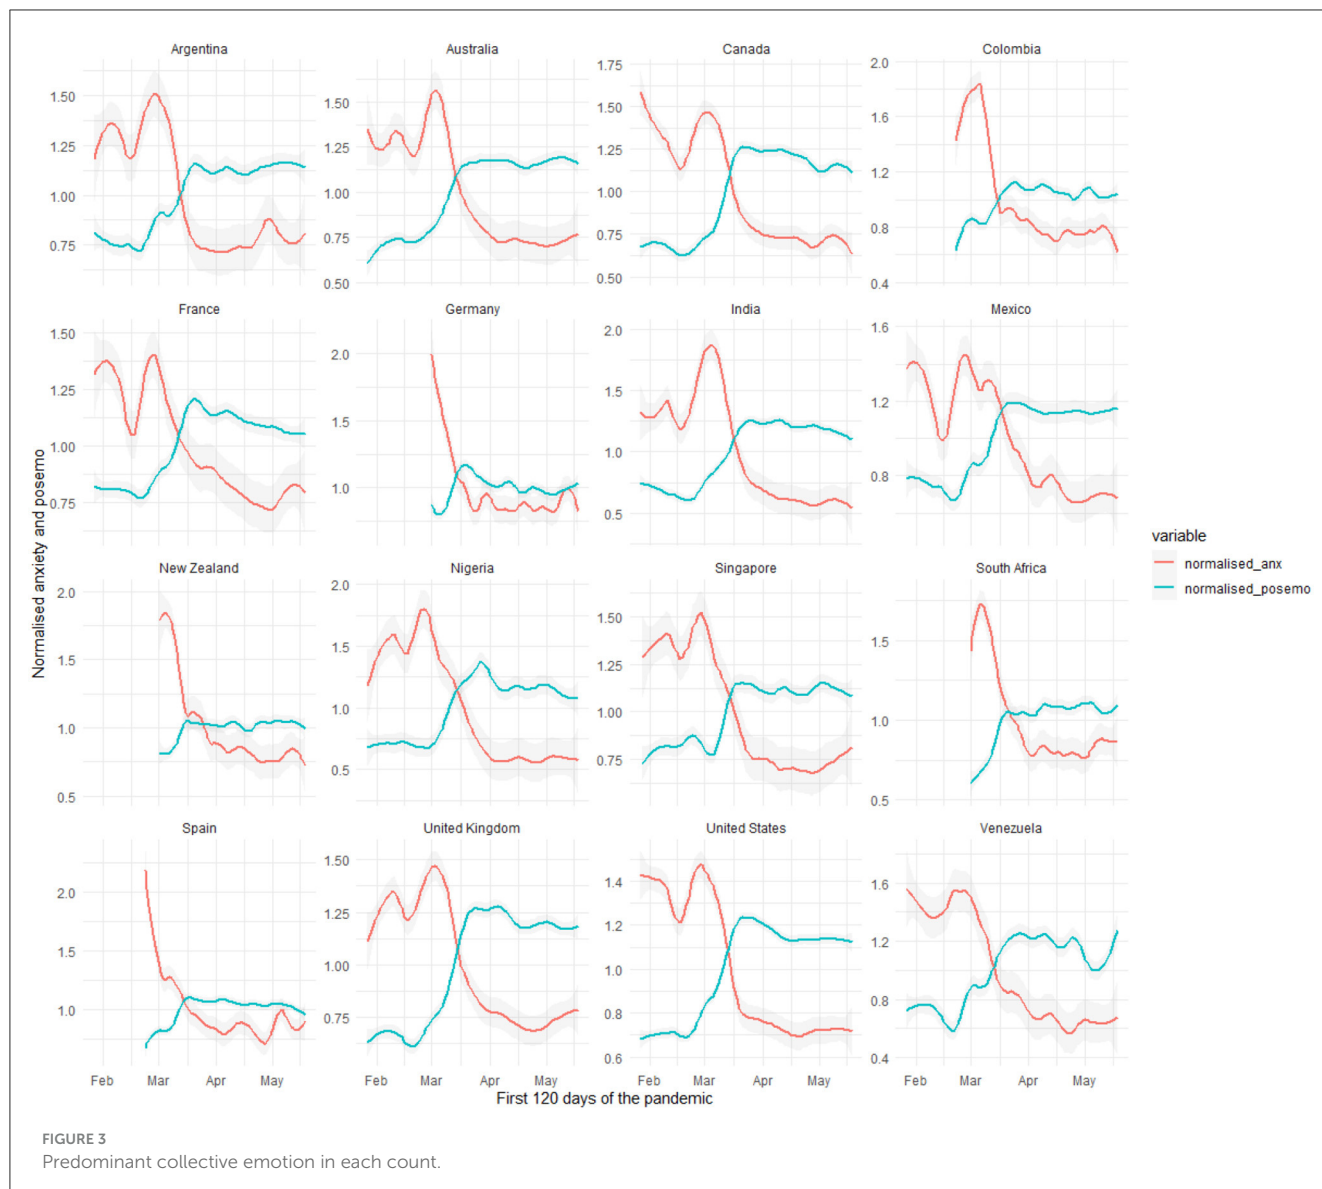 Argentina
Australia
Canada
Colombia
1.50
1.25
1.00
0.75
1.50
1.25
1.00
0.75
0.50
1.75
1.50
1.25
1.00
0.75
0.50
2.0
1.6
1.2
0.8
0.4
France
Germany
India
Mexico
1.50
1.25
1.00
0.75
2.0
1.5
1.0
2.0
1.5
1.0
0.5
1.6
1.2
0.8
New Zealand
Nigeria
Singapore
South Africa
2.0
1.5
1.0
0.5
2.0
1.5
1.0
0.5
1.50
1.25
1.00
0.75
1.5
1.0
0.5
Spain
United Kingdom
United States
Venezuela
2.0
1.5
1.0
1.50
1.25
1.00
0.75
1.4
1.2
1.0
0.8
0.6
1.6
1.2
0.8
0.4
Feb Mar Apr May
Feb Mar Apr May
Feb Mar Apr May
Feb Mar Apr May
Normalised anxiety and posemo
First 120 days of the pandemic
variable
normalised_anx
normalised_posemo
FIGURE 3
Predominant collective emotion in each count.